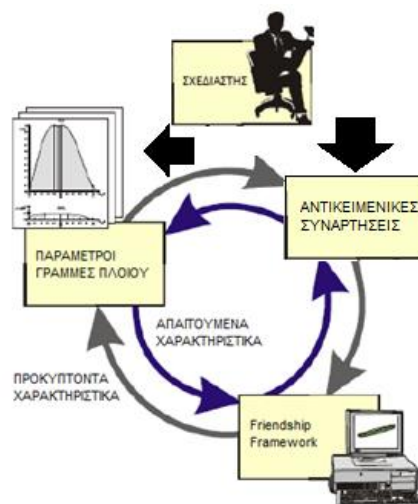 ΣΧΕΔΙΑΣΤΗΣ
ΑΝΤΙΚΕΙΜΕΝΙΚΕΣ
ΣΥΝΑΡΤΗΣΕΙΣ
ΠΑΡΑΜΕΤΡΟΙ
ΓΡΑΜΜΕΣ ΠΛΟΙΟΥ
ΑΠΑΙΤΟΥΜΕΝΑ
ΧΑΡΑΚΤΗΡΙΣΤΙΚΑ
ΠΡΟΚΥΠΤΟΝΤΑ
ΧΑΡΑΚΤΗΡΙΣΤΙΚΑ
Friendship
Framework